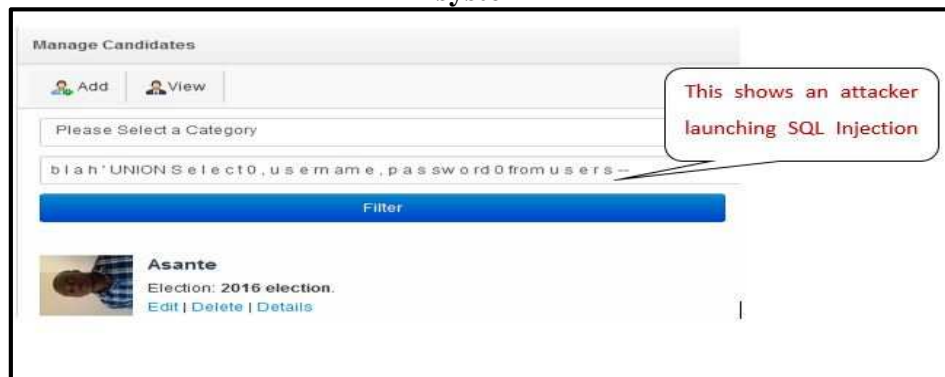 Manage Candidates
Add View
Please Select a Category
blah'UNION Select0,username,password0fromusers--
Filter
Asante
Election: 2016 election.
Edit | Delete | Details
This shows an attacker
launching SQL Injection